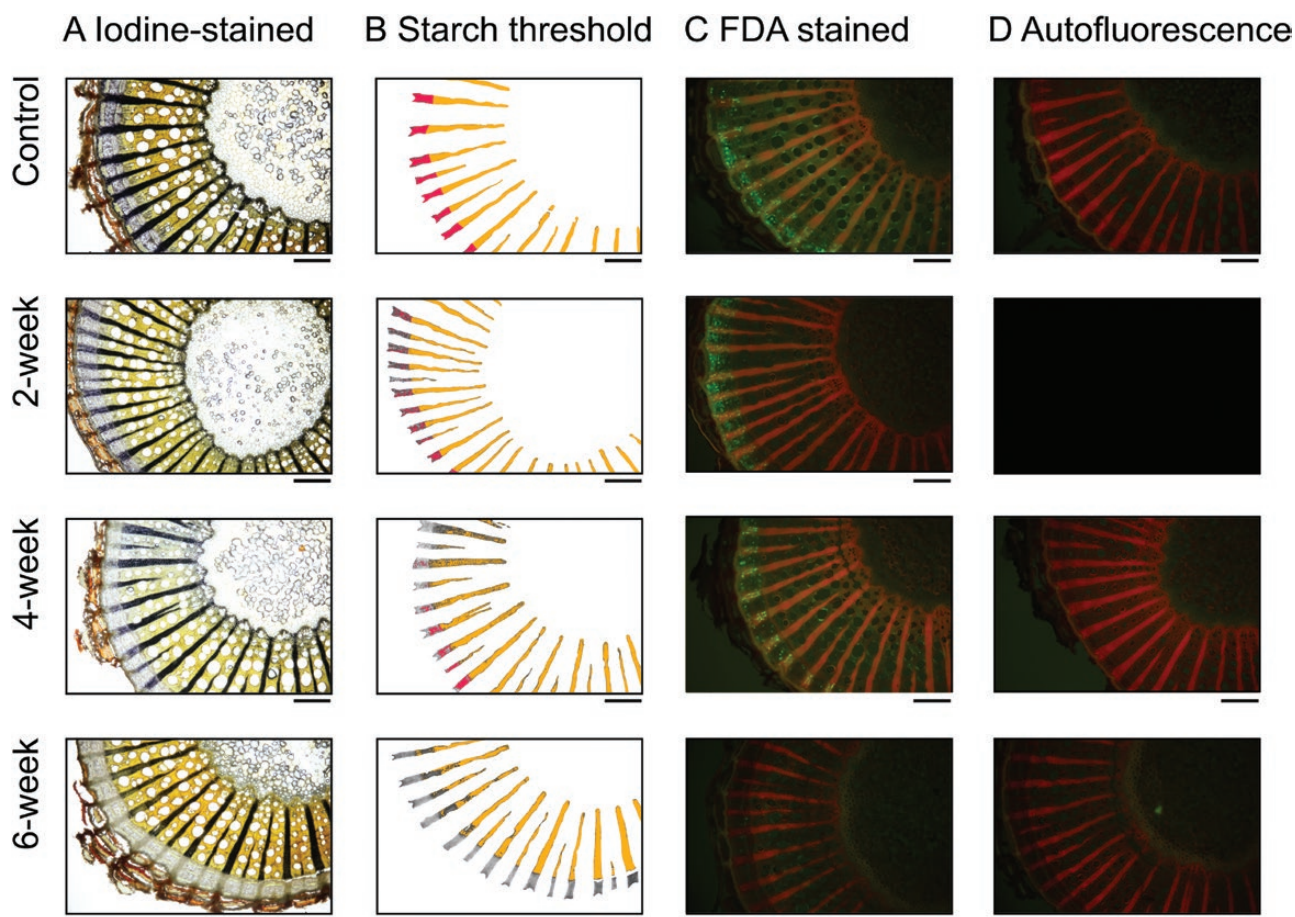 A Iodine-stained B Starch threshold C FDA stained D Autofluorescence
Control
2-week
4-week
6-week